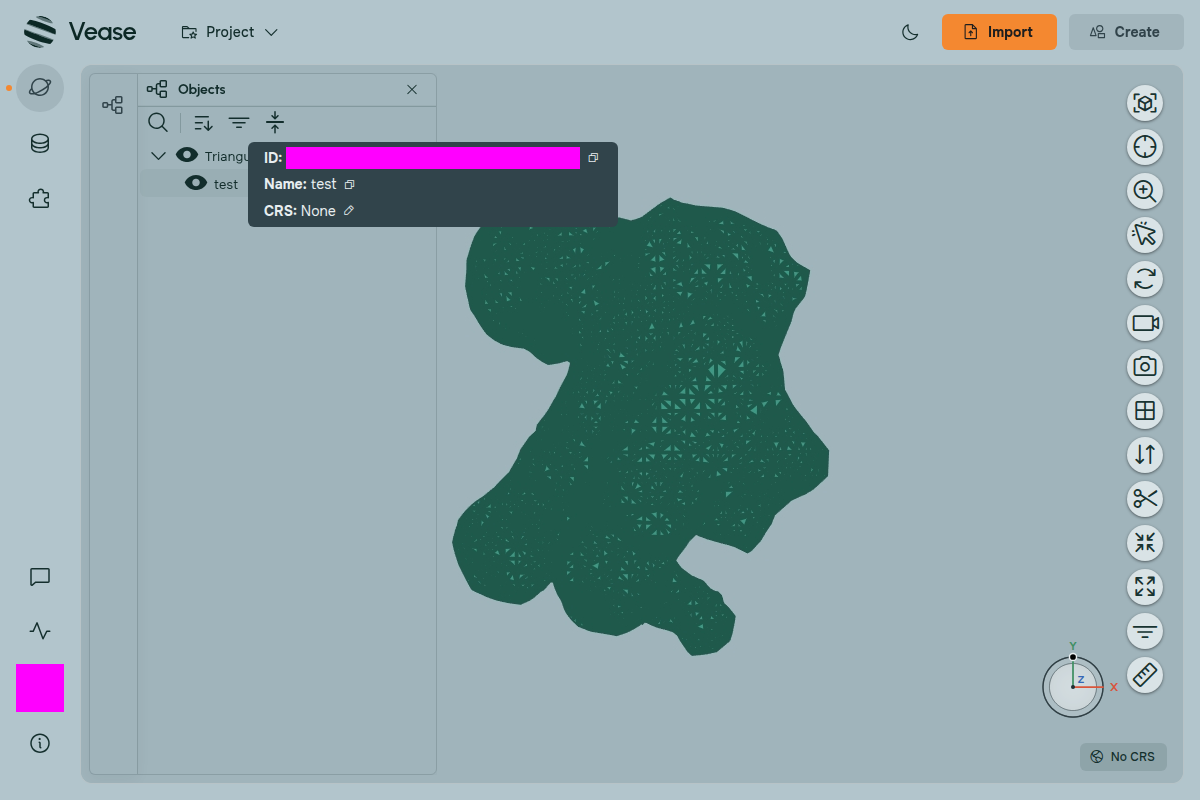 Vease
Project
Import
Create
Objects
Triangu
test
ID:
Name: test
CRS: None
Y
Z
X
No CRS